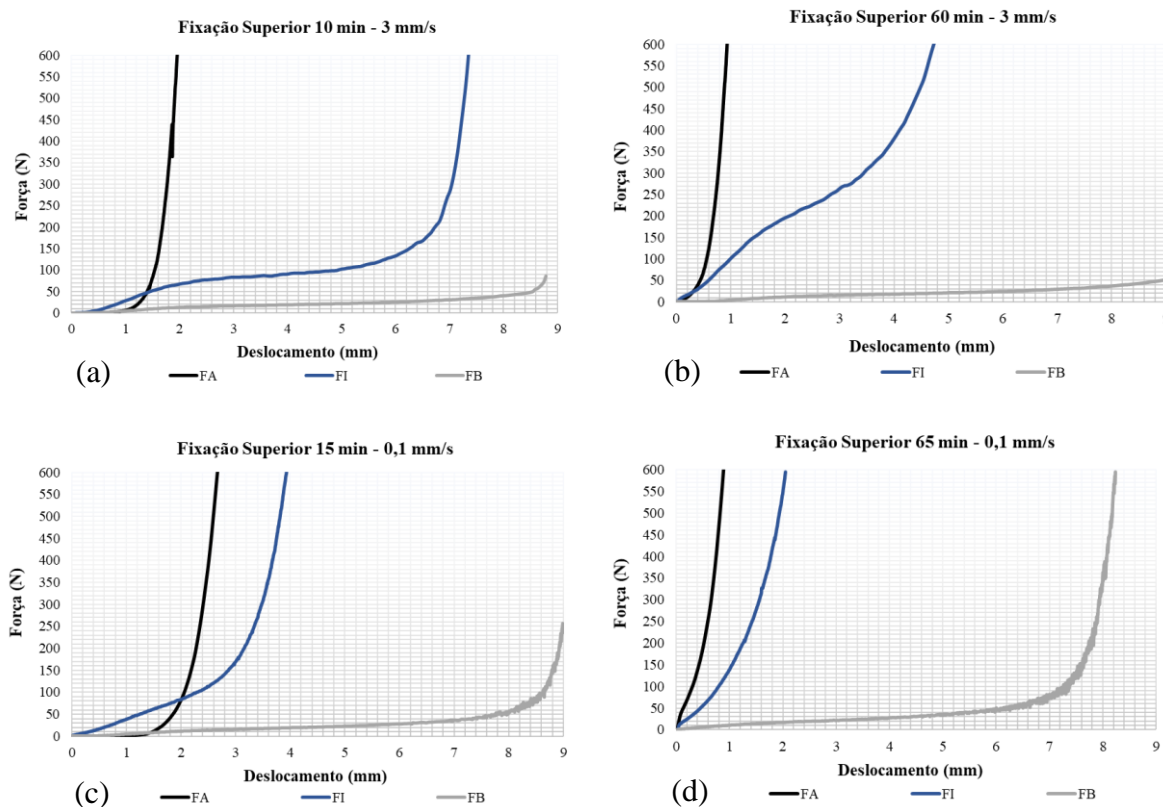 Fixação Superior 10 min - 3 mm/s
600
550
500
450
400
350
300
250
200
150
100
50
0
Força (N)
0 1 2 3 4 5 6 7 8 9
Deslocamento (mm)
(a)
FA FI FB
Fixação Superior 60 min - 3 mm/s
600
550
500
450
400
350
300
250
200
150
100
50
0
Força (N)
0 1 2 3 4 5 6 7 8
Deslocamento (mm)
(b)
FA FI FB
Fixação Superior 15 min - 0,1 mm/s
600
550
500
450
400
350
300
250
200
150
100
50
0
Força (N)
0 1 2 3 4 5 6 7 8 9
Deslocamento (mm)
(c)
FA FI FB
Fixação Superior 65 min - 0,1 mm/s
600
550
500
450
400
350
300
250
200
150
100
50
0
Força (N)
0 1 2 3 4 5 6 7 8 9
Deslocamento (mm)
(d)
FA FI FB